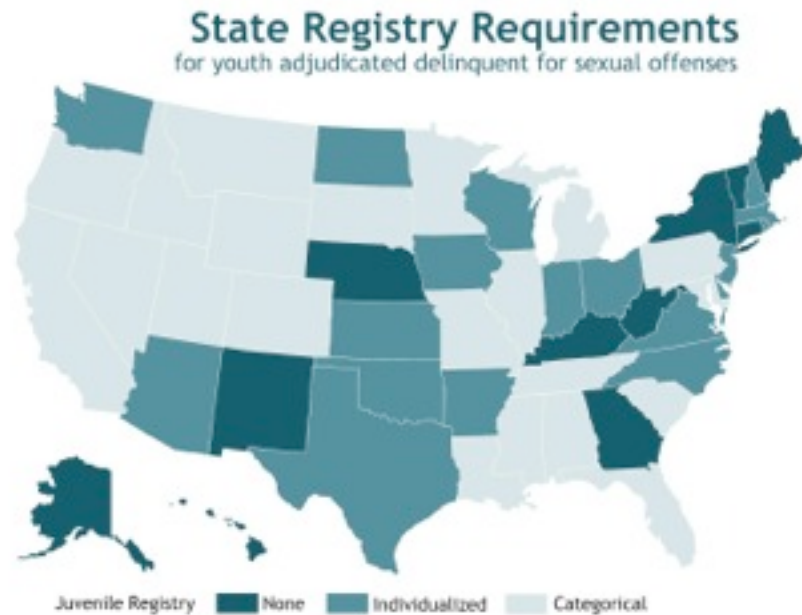 State Registry Requirements
for youth adjudicated delinquent for sexual offenses
Juvenile Registry None Individualized Categorical